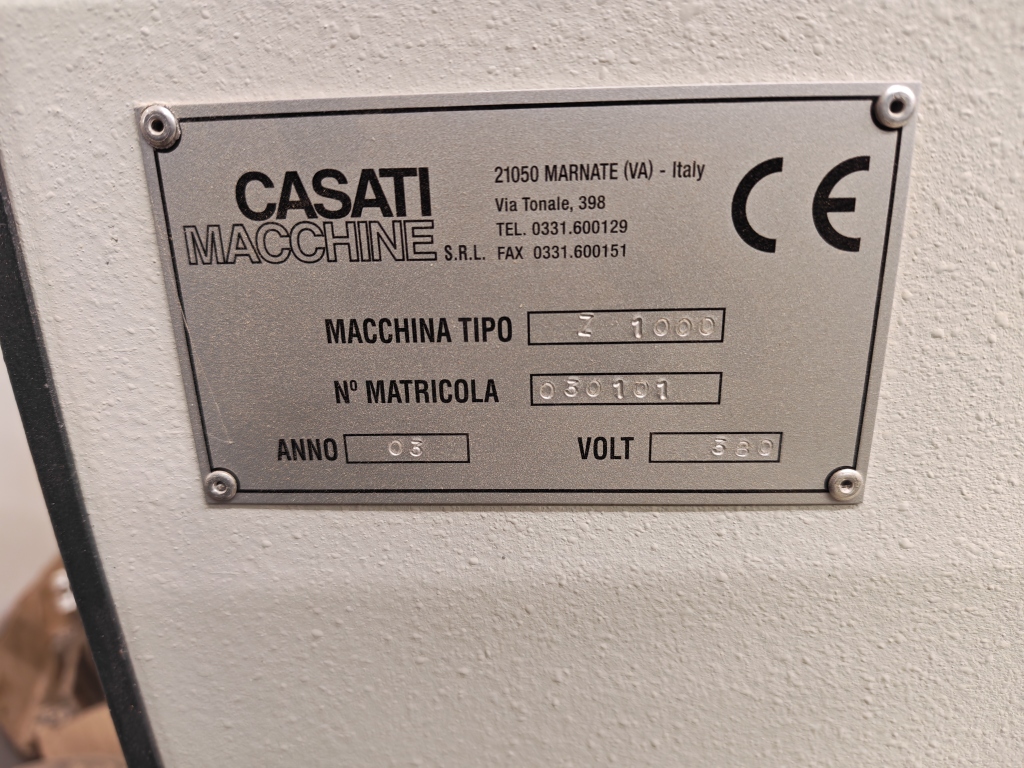 CASATI
MACCHINE S.R.L.
21050 MARNATE (VA) - Italy
Via Tonale, 398
TEL. 0331.600129
FAX 0331.600151
CE
MACCHINA TIPO Z 1000
Nº MATRICOLA 030101
ANNO 03 VOLT 380